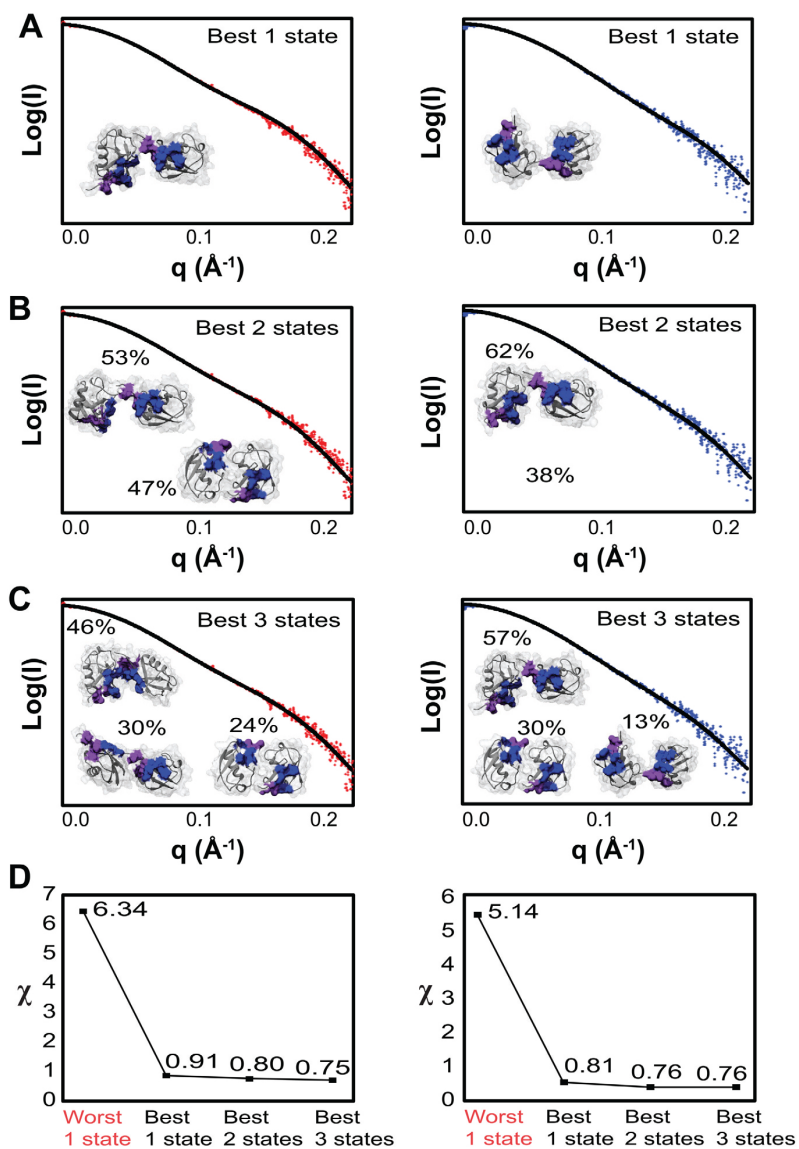 A
Best 1 state
Log(I)
0.0 0.1 0.2
q (Å-1)
Best 1 state
Log(I)
0.0 0.1 0.2
q (Å-1)
B
Best 2 states
53%
47%
Log(I)
0.0 0.1 0.2
q (Å-1)
Best 2 states
62%
38%
Log(I)
0.0 0.1 0.2
q (Å-1)
C
Best 3 states
46%
30%
24%
Log(I)
0.0 0.1 0.2
q (Å-1)
Best 3 states
57%
30%
13%
Log(I)
0.0 0.1 0.2
q (Å-1)
D
7
6
5
4
3
2
1
0
χ
6.34
0.91 0.80 0.75
Worst Best Best Best
1 state 1 state 2 states 3 states
6
5
4
3
2
1
0
χ
5.14
0.81 0.76 0.76
Worst Best Best Best
1 state 1 state 2 states 3 states